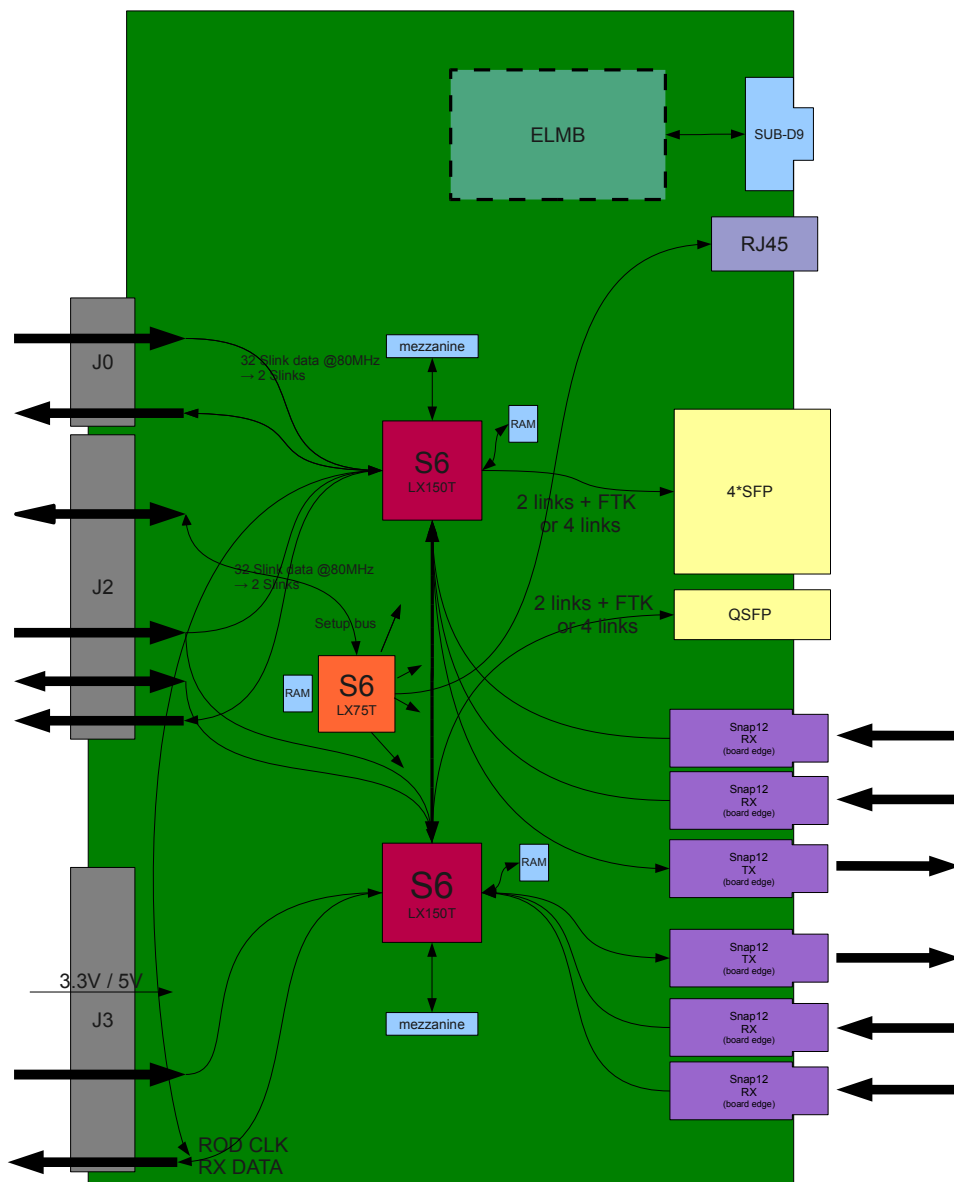 ELMB
SUB-D9
RJ45
J0
mezzanine
32 Slink data @80MHz
→ 2 Slinks
RAM
S6
LX150T
4*SFP
2 links + FTK
or 4 links
J2
32 Slink data @80MHz
→ 2 Slinks
Setup bus
2 links + FTK
or 4 links
QSFP
RAM
S6
LX75T
Snap12
RX
(board edge)
Snap12
RX
(board edge)
Snap12
TX
(board edge)
RAM
S6
LX150T
Snap12
TX
(board edge)
3.3V / 5V
J3
mezzanine
Snap12
RX
(board edge)
Snap12
RX
(board edge)
ROD CLK
RX DATA